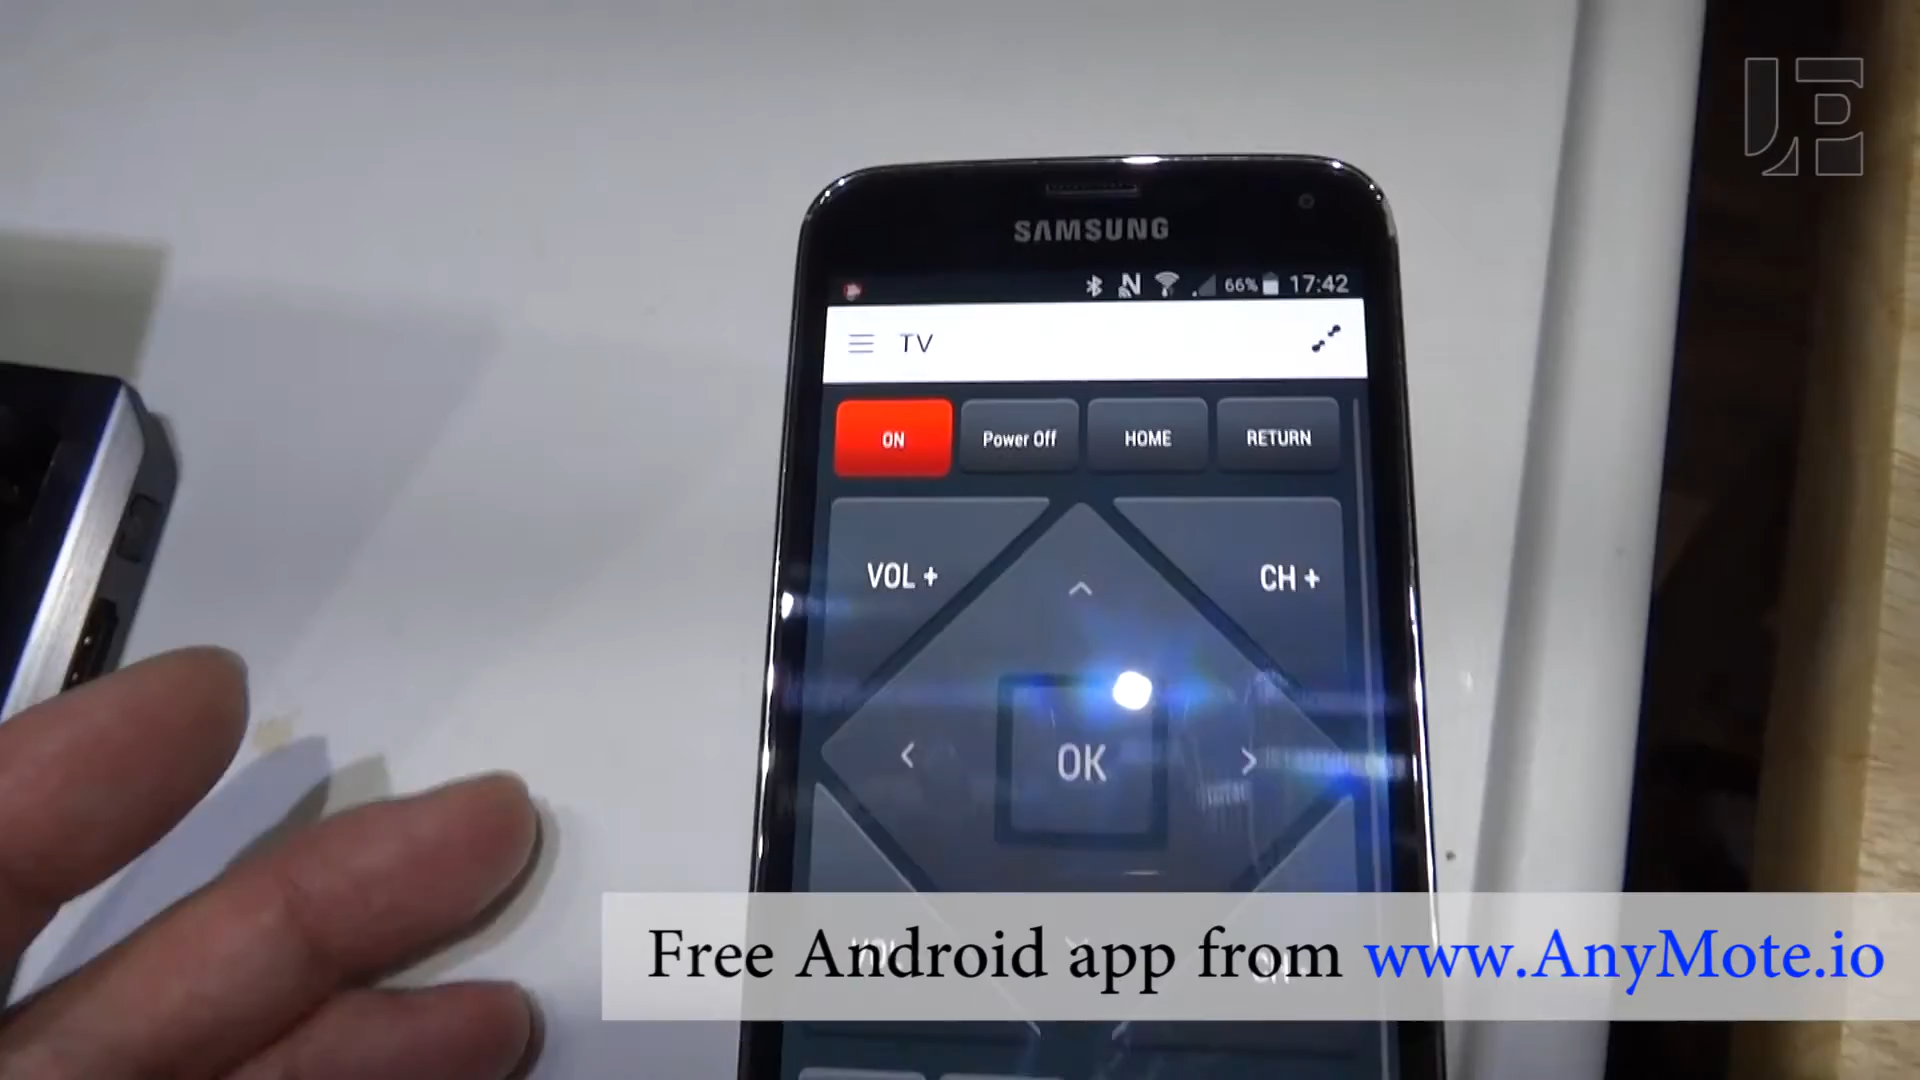 SAMSUNG
66% 17:42
TV
ON Power Off HOME RETURN
VOL + CH +
OK
Free Android app from www.AnyMote.io